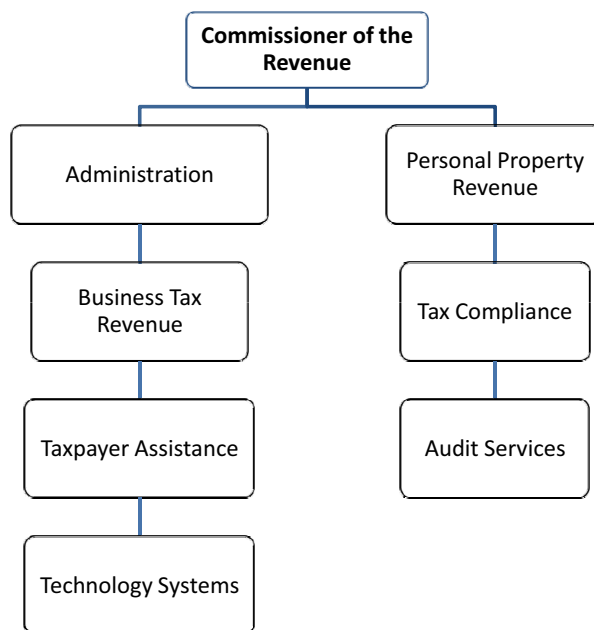 Commissioner of the
Revenue
Administration
Personal Property
Revenue
Business Tax
Revenue
Tax Compliance
Taxpayer Assistance
Audit Services
Technology Systems